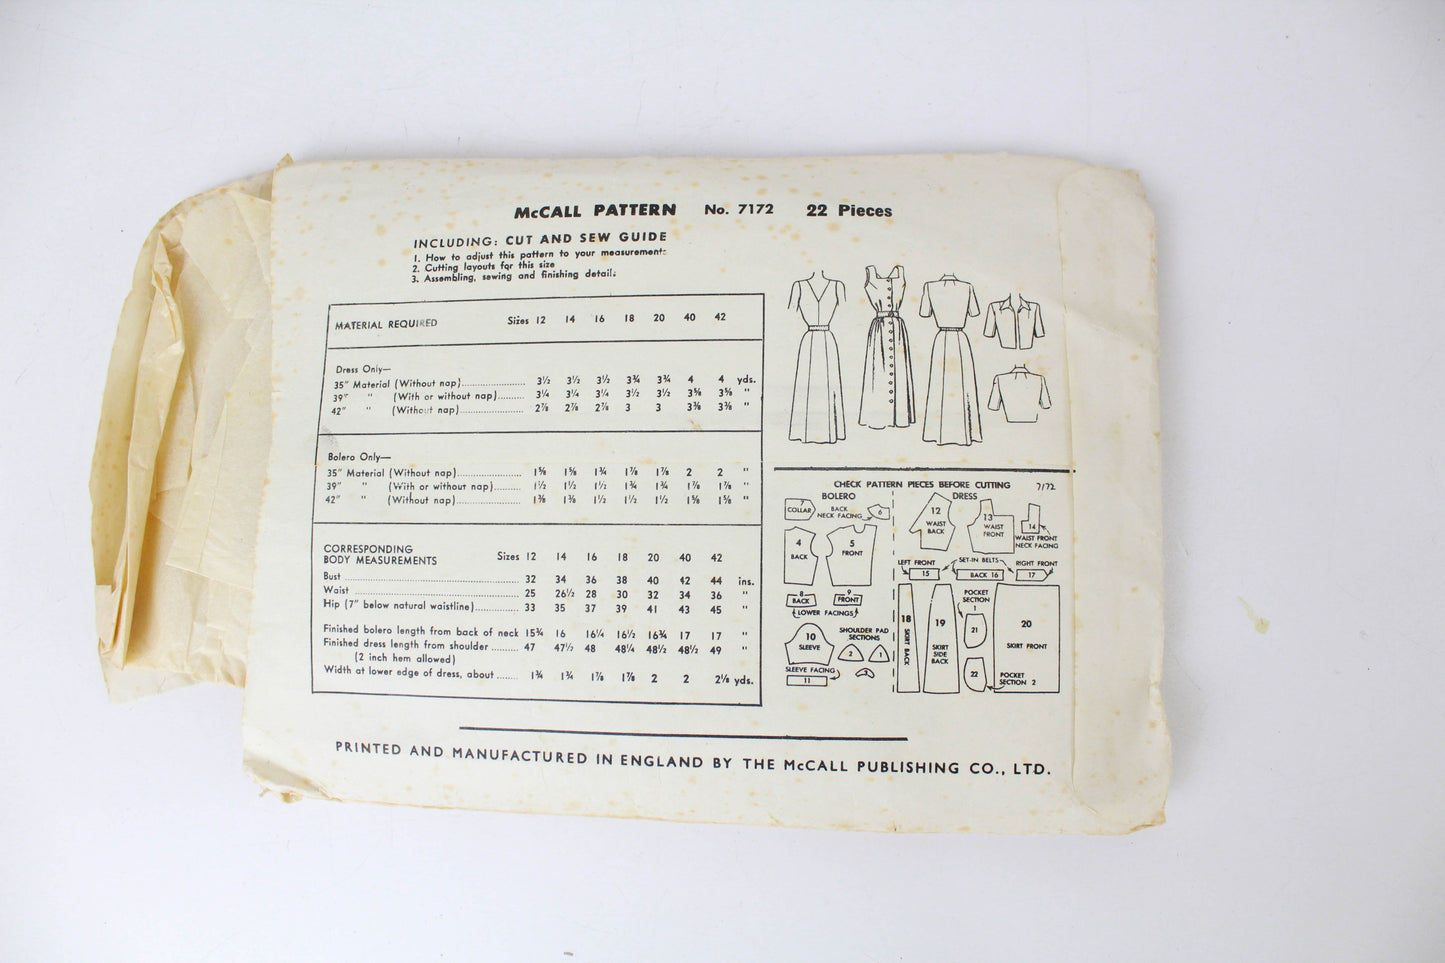 McCALL PATTERN No. 7172 22 Pieces
INCLUDING: CUT AND SEW GUIDE
1. How to adjust this pattern to your measurements
2. Cutting layouts for this size
3. Assembling, sewing and finishing details
MATERIAL REQUIRED Sizes 12 14 16 18 20 40 42
Dress Only—
35" Material (Without nap) 3½ 3½ 3½ 3¾ 3¾ 4 4 yds.
39" " (With or without nap) 3¼ 3¼ 3¼ 3½ 3½ 3⅝ 3⅝ "
42" " (Without nap) 2⅞ 2⅞ 2⅞ 3 3 3⅜ 3⅜ "
Bolero Only—
35" Material (Without nap) 1⅝ 1⅝ 1¾ 1⅞ 1⅞ 2 2 "
39" " (With or without nap) 1½ 1½ 1½ 1¾ 1¾ 1⅞ 1⅞ "
42" " (Without nap) 1⅜ 1⅜ 1½ 1½ 1½ 1⅝ 1⅝ "
CORRESPONDING
BODY MEASUREMENTS Sizes 12 14 16 18 20 40 42
Bust 32 34 36 38 40 42 44 ins.
Waist 25 26½ 28 30 32 34 36 "
Hip (7" below natural waistline) 33 35 37 39 41 43 45 "
Finished bolero length from back of neck 15¾ 16 16¼ 16½ 16¾ 17 17 "
Finished dress length from shoulder 47 47½ 48 48¼ 48½ 48½ 49 "
(2 inch hem allowed)
Width at lower edge of dress, about 1¾ 1¾ 1⅞ 1⅞ 2 2 2⅛ yds.
CHECK PATTERN PIECES BEFORE CUTTING 7172
BOLERO
7
COLLAR
BACK
NECK FACING
6
4
BACK
5
FRONT
8
BACK
9
FRONT
LOWER FACINGS
10
SLEEVE
SHOULDER PAD
SECTIONS
2
1
SLEEVE FACING
11
DRESS
12
WAIST
BACK
13
WAIST
FRONT
14
WAIST FRONT
NECK FACING
LEFT FRONT
15
SET-IN BELTS
BACK 16
RIGHT FRONT
17
18
SKIRT BACK
19
SKIRT
SIDE
BACK
POCKET
SECTION
1
21
22
POCKET
SECTION 2
20
SKIRT FRONT
PRINTED AND MANUFACTURED IN ENGLAND BY THE McCALL PUBLISHING CO., LTD.